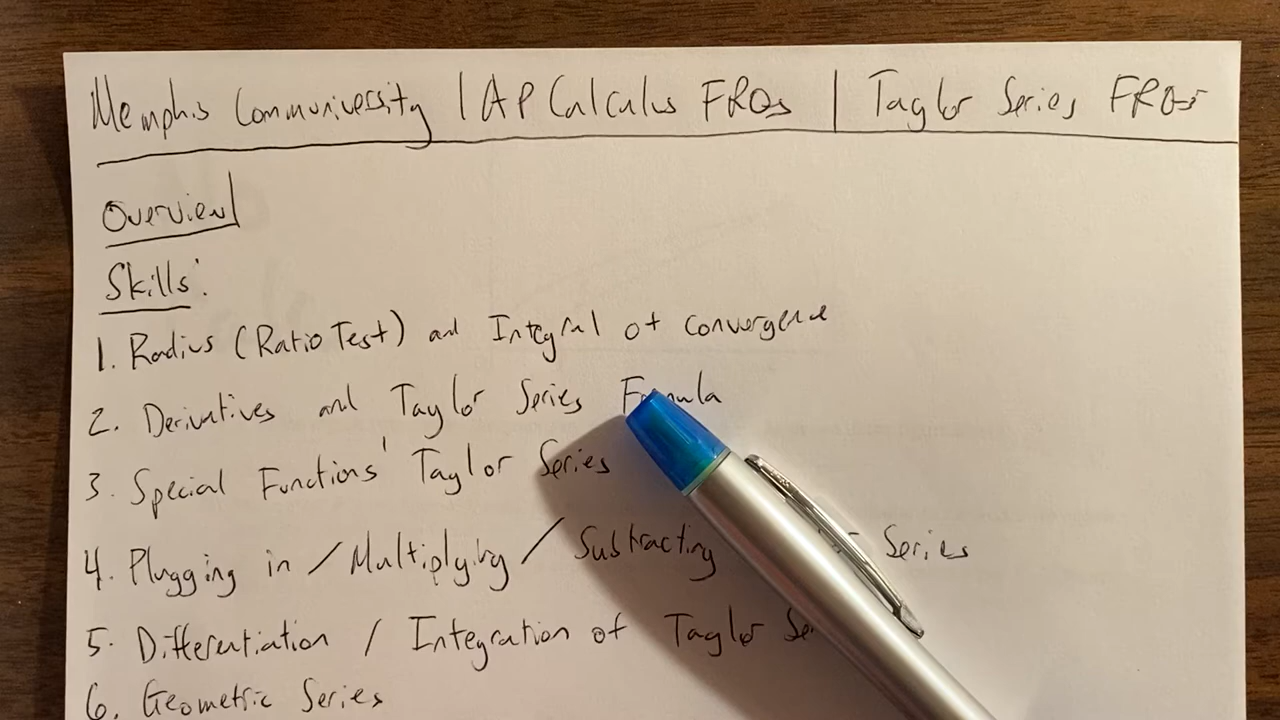 Memphis Communiversity | AP Calculus FRQs | Taylor Series FRQs
Overview
Skills:
1. Radius (Ratio Test) and Integral of convergence
2. Derivatives and Taylor Series Formula
3. Special Functions' Taylor Series
4. Plugging in / Multiplying / Subtracting Series
5. Differentiation / Integration of Taylor Se
6. Geometric Series